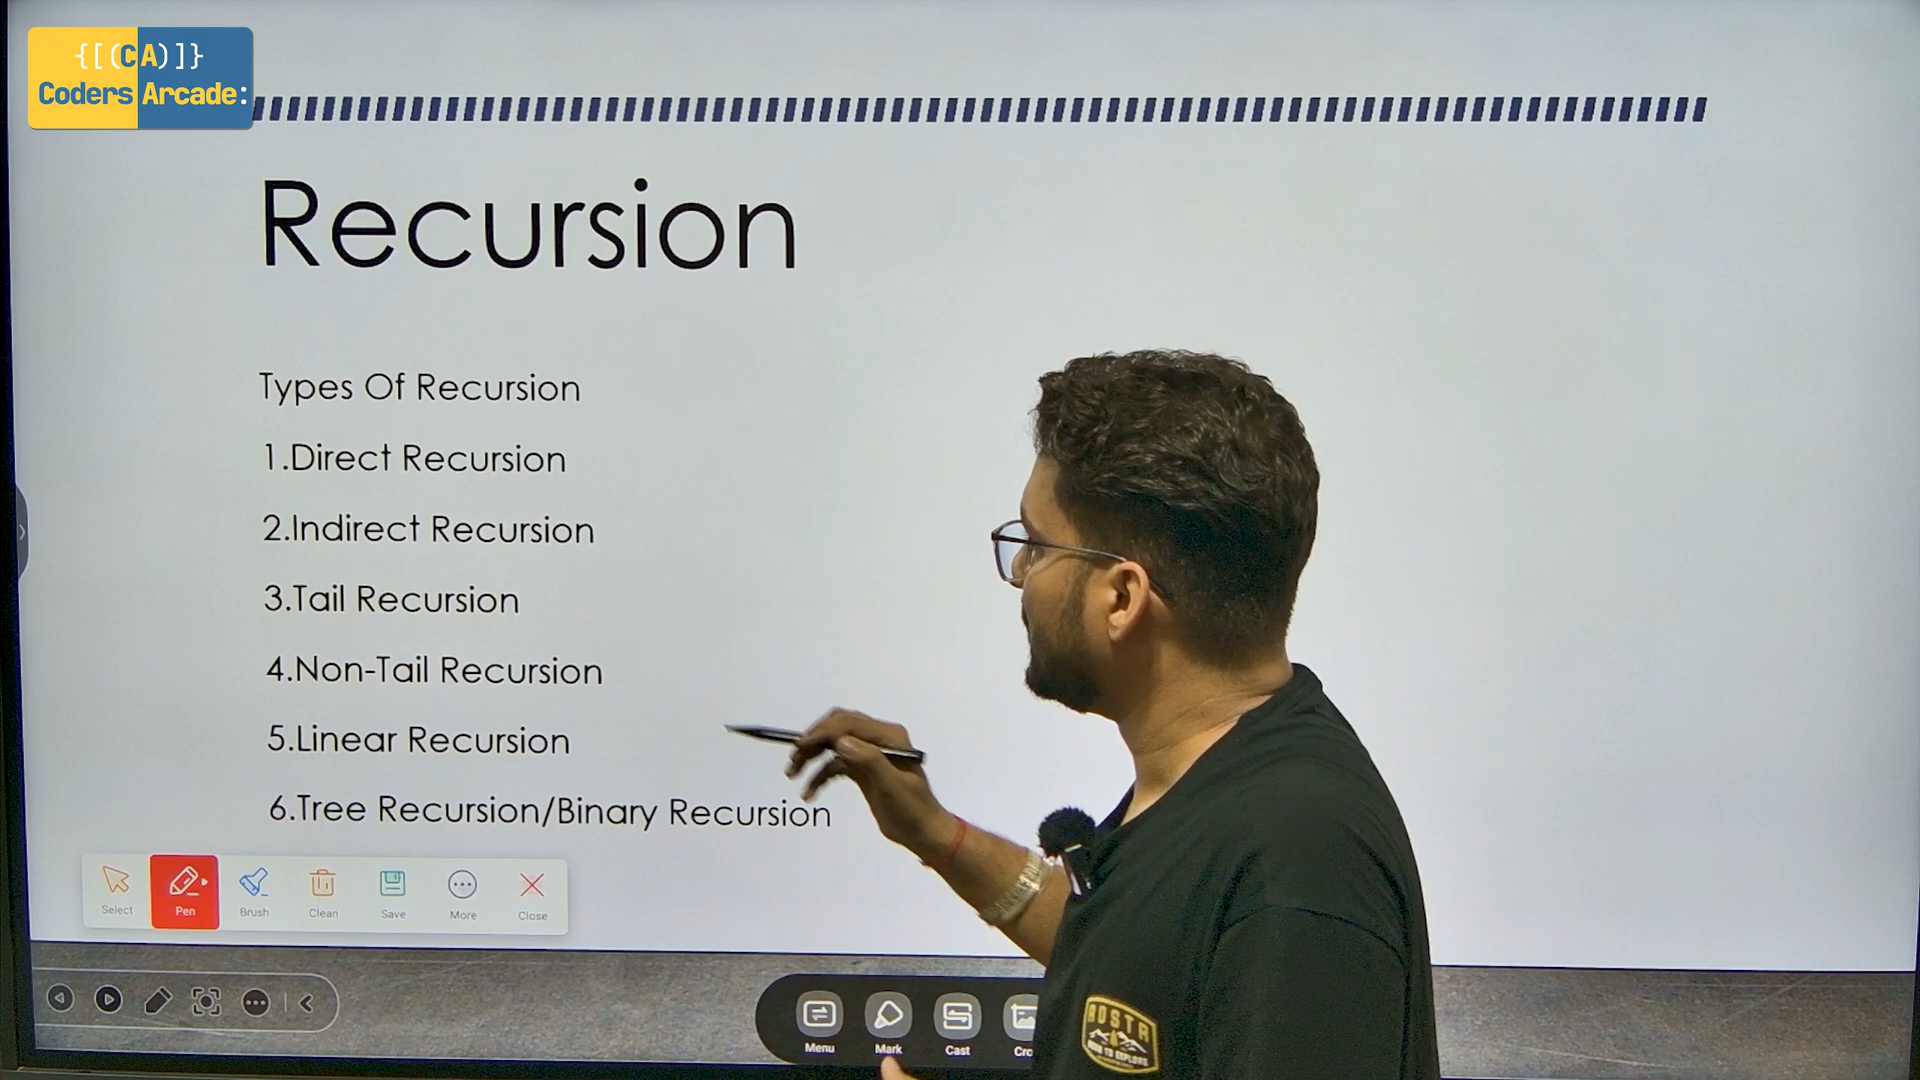 {[(CA)]}
Coders Arcade:
Recursion
Types Of Recursion
1.Direct Recursion
2.Indirect Recursion
3.Tail Recursion
4.Non-Tail Recursion
5.Linear Recursion
6.Tree Recursion/Binary Recursion
Select Pen Brush Clean Save More Close
Menu Mark Cast Cro